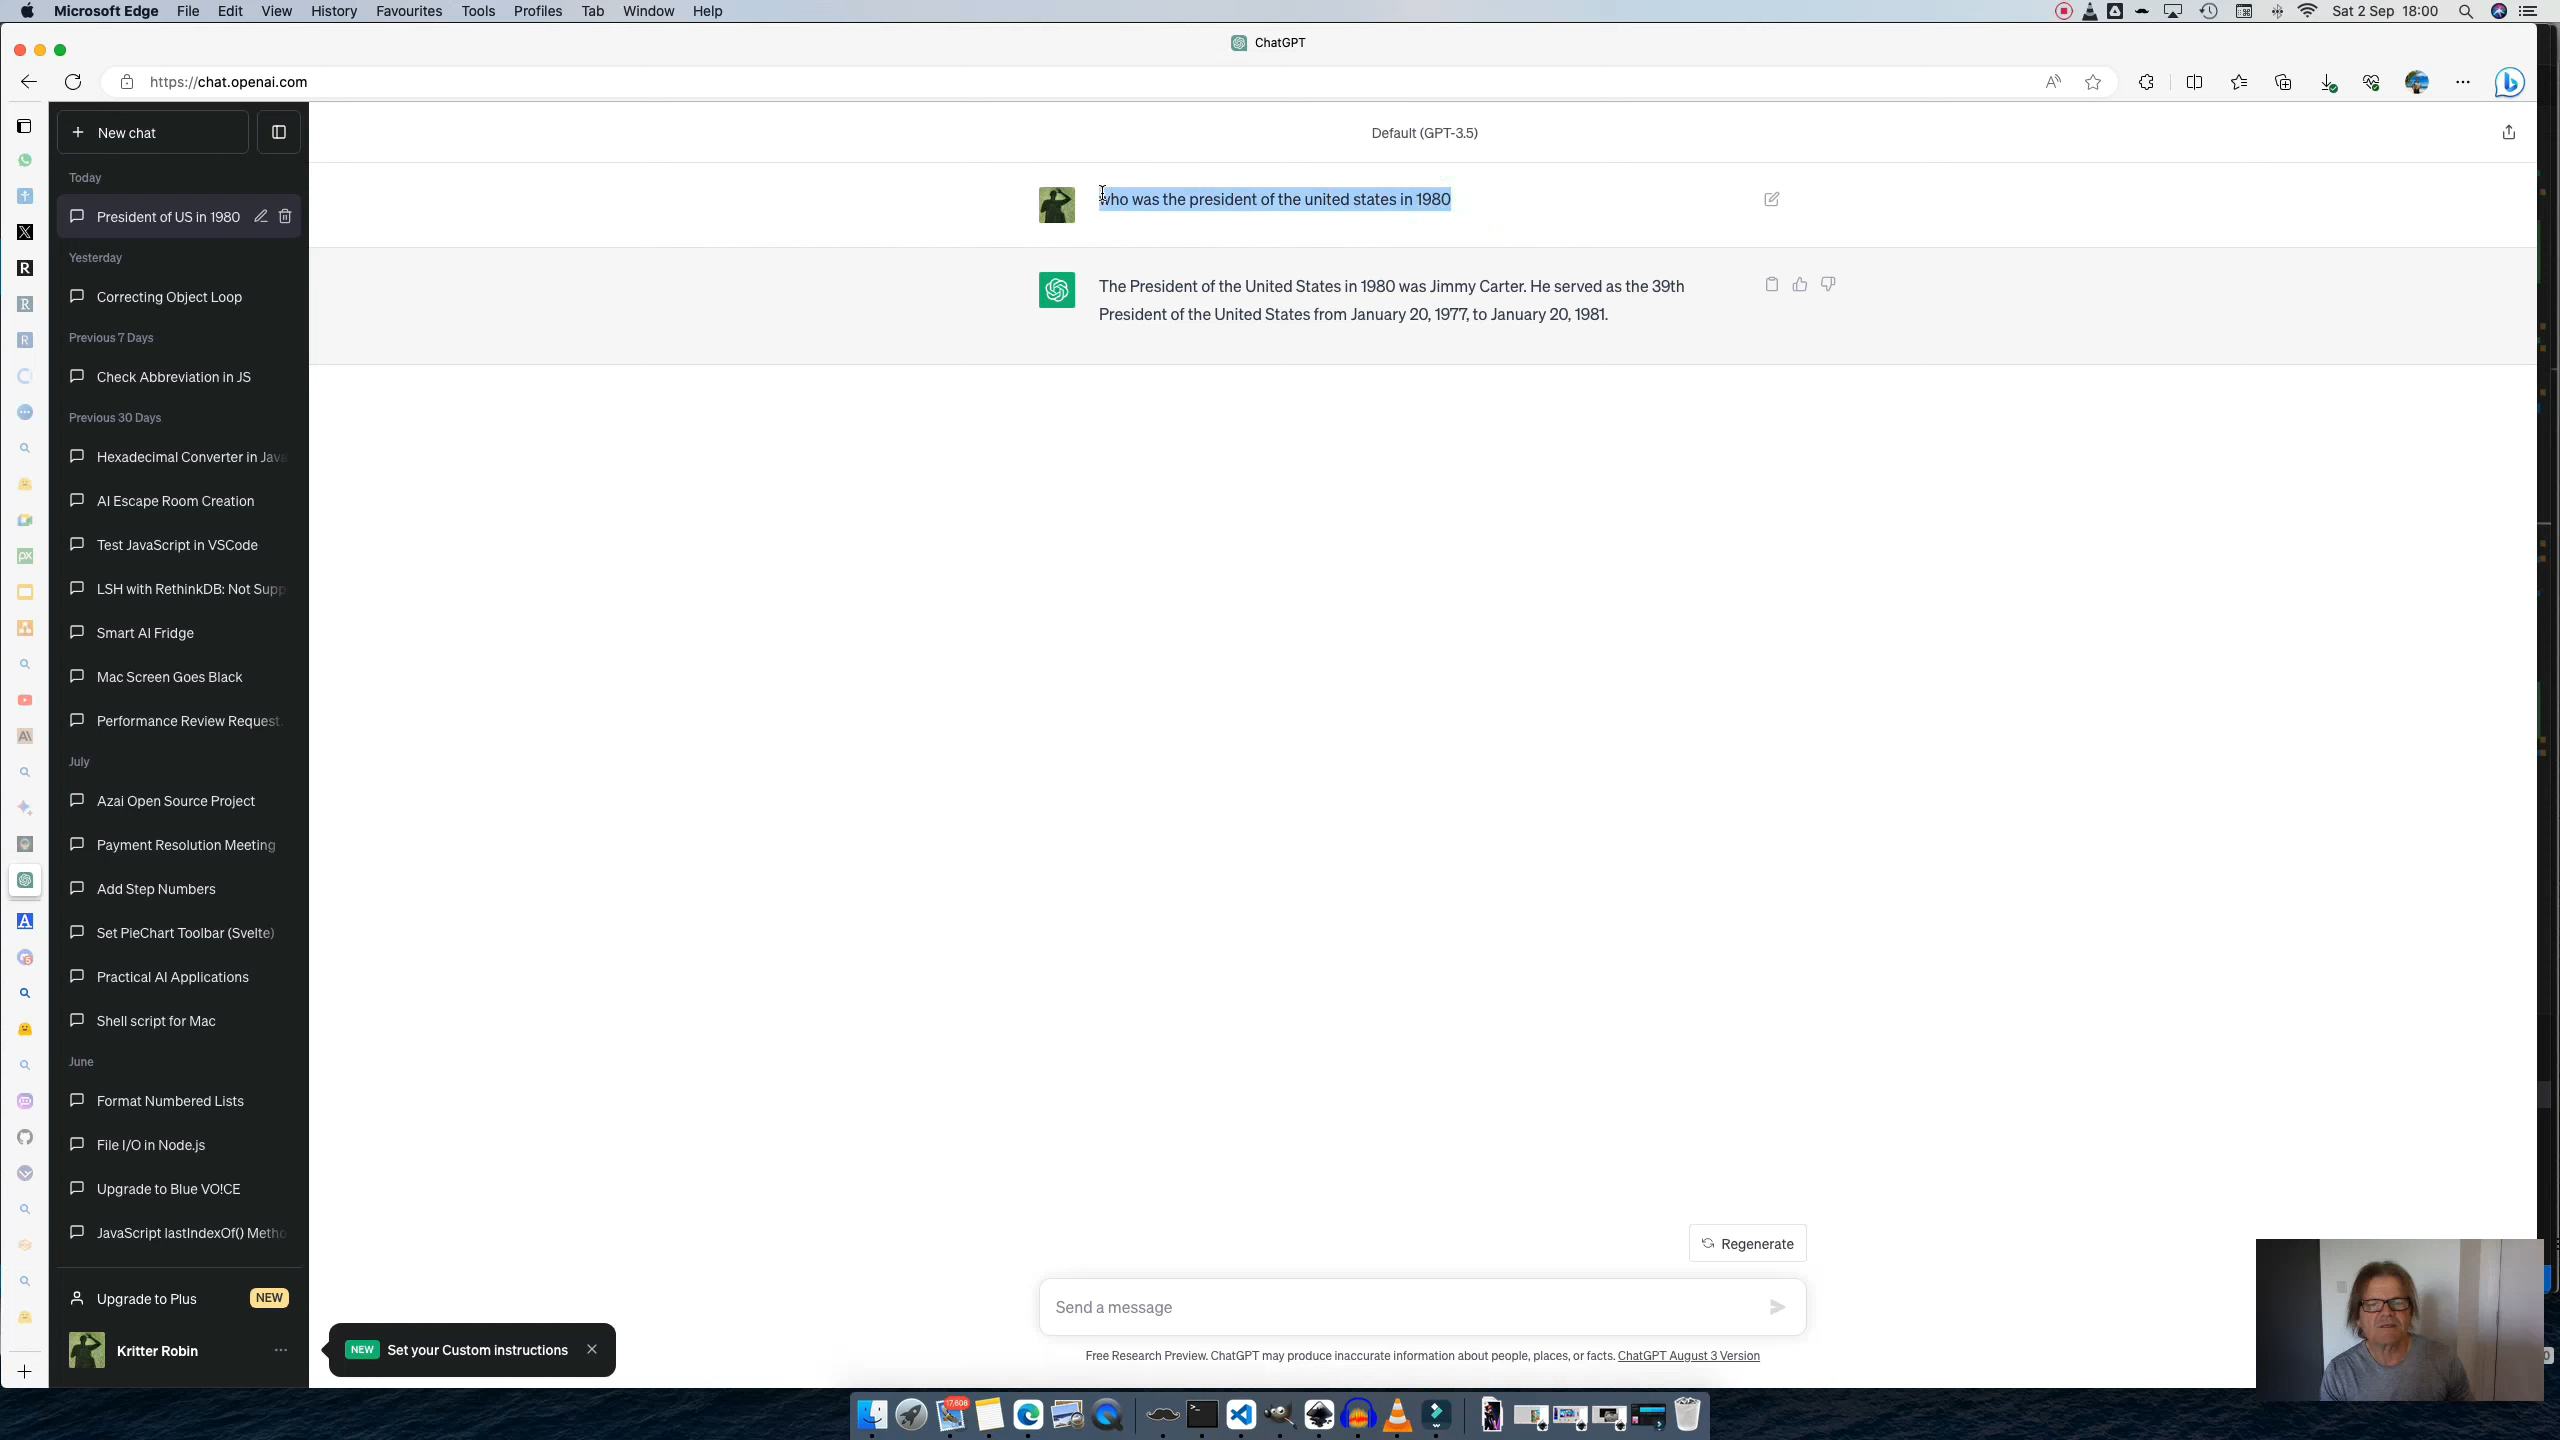 Microsoft Edge File Edit View History Favourites Tools Profiles Tab Window Help
Sat 2 Sep 18:00
ChatGPT
https://chat.openai.com
New chat
Default (GPT-3.5)
Today
President of US in 1980
who was the president of the united states in 1980
Yesterday
Correcting Object Loop
The President of the United States in 1980 was Jimmy Carter. He served as the 39th
President of the United States from January 20, 1977, to January 20, 1981.
Previous 7 Days
Check Abbreviation in JS
Previous 30 Days
Hexadecimal Converter in Java
AI Escape Room Creation
Test JavaScript in VSCode
LSH with RethinkDB: Not Supp
Smart AI Fridge
Mac Screen Goes Black
Performance Review Request.
July
Azai Open Source Project
Payment Resolution Meeting
Add Step Numbers
Set PieChart Toolbar (Svelte)
Practical AI Applications
Shell script for Mac
June
Format Numbered Lists
File I/O in Node.js
Upgrade to Blue VO!CE
JavaScript lastIndexOf() Metho
Upgrade to Plus NEW
Kritter Robin
NEW Set your Custom instructions
Regenerate
Send a message
Free Research Preview. ChatGPT may produce inaccurate information about people, places, or facts. ChatGPT August 3 Version
17,608